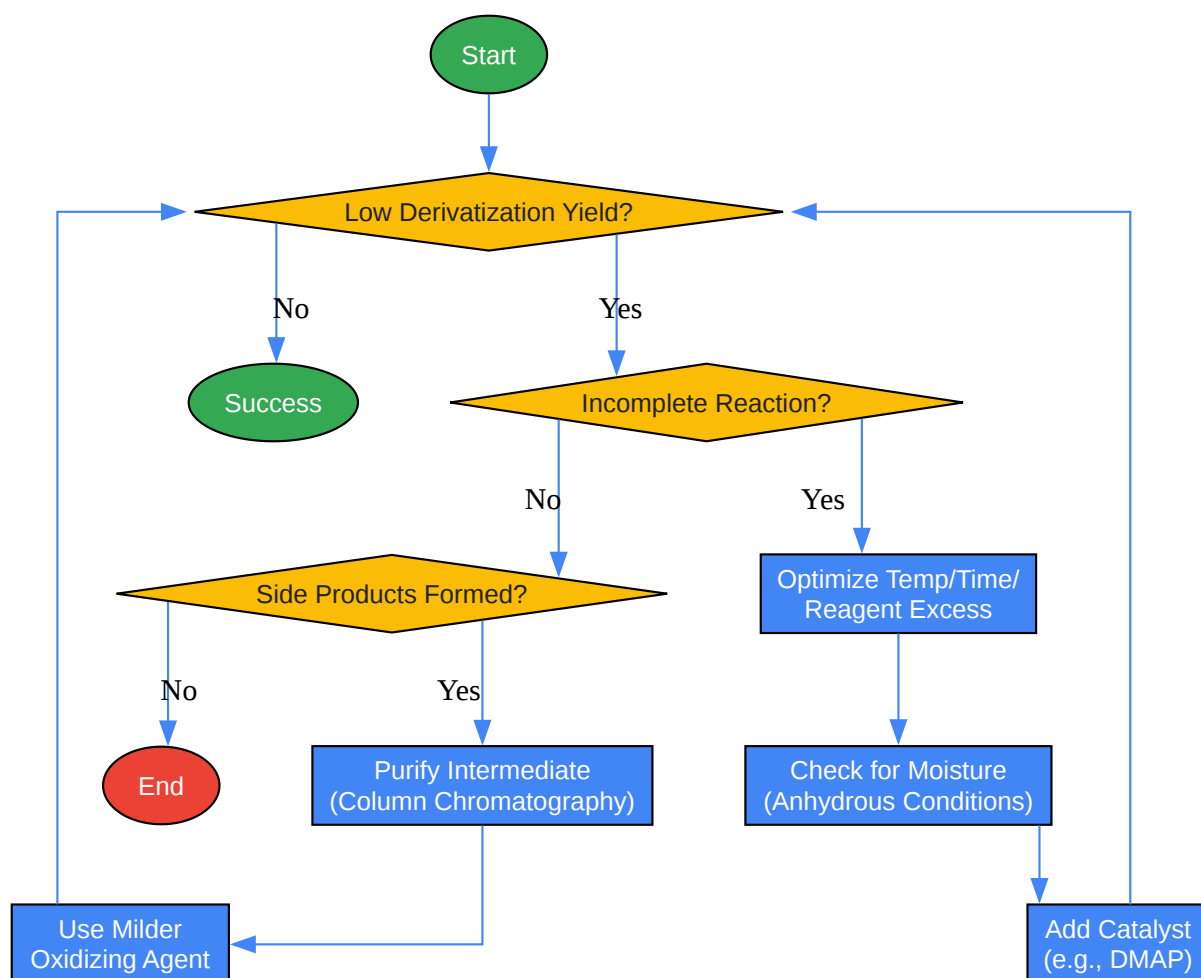 Start
Low Derivatization Yield?
No
Yes
Success
Incomplete Reaction?
No
Yes
Side Products Formed?
Optimize Temp/Time/
Reagent Excess
No
Yes
End
Purify Intermediate
(Column Chromatography)
Check for Moisture
(Anhydrous Conditions)
Use Milder
Oxidizing Agent
Add Catalyst
(e.g., DMAP)